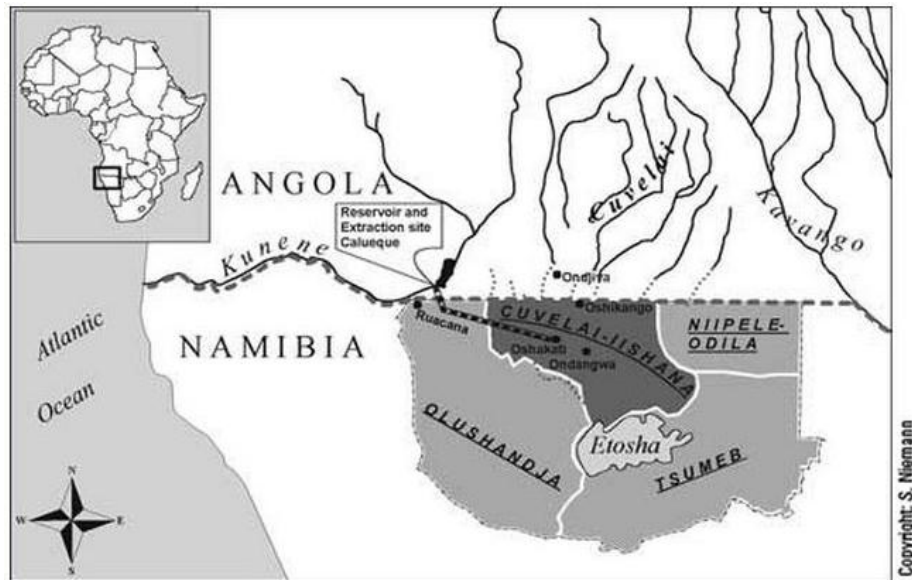 ANGOLA
Reservoir and
Extraction site
Calueque
Kunene
Cuvelai
Kavango
Ondjiva
Oshikango
Ruacana
CUVELAI-IISHANA
Oshakati
Ondangwa
NIIPELE-
ODILA
NAMIBIA
Atlantic
Ocean
OLUSHANDJA
Etosha
TSUMEB
N
W
E
S
Copyright: S. Niemann